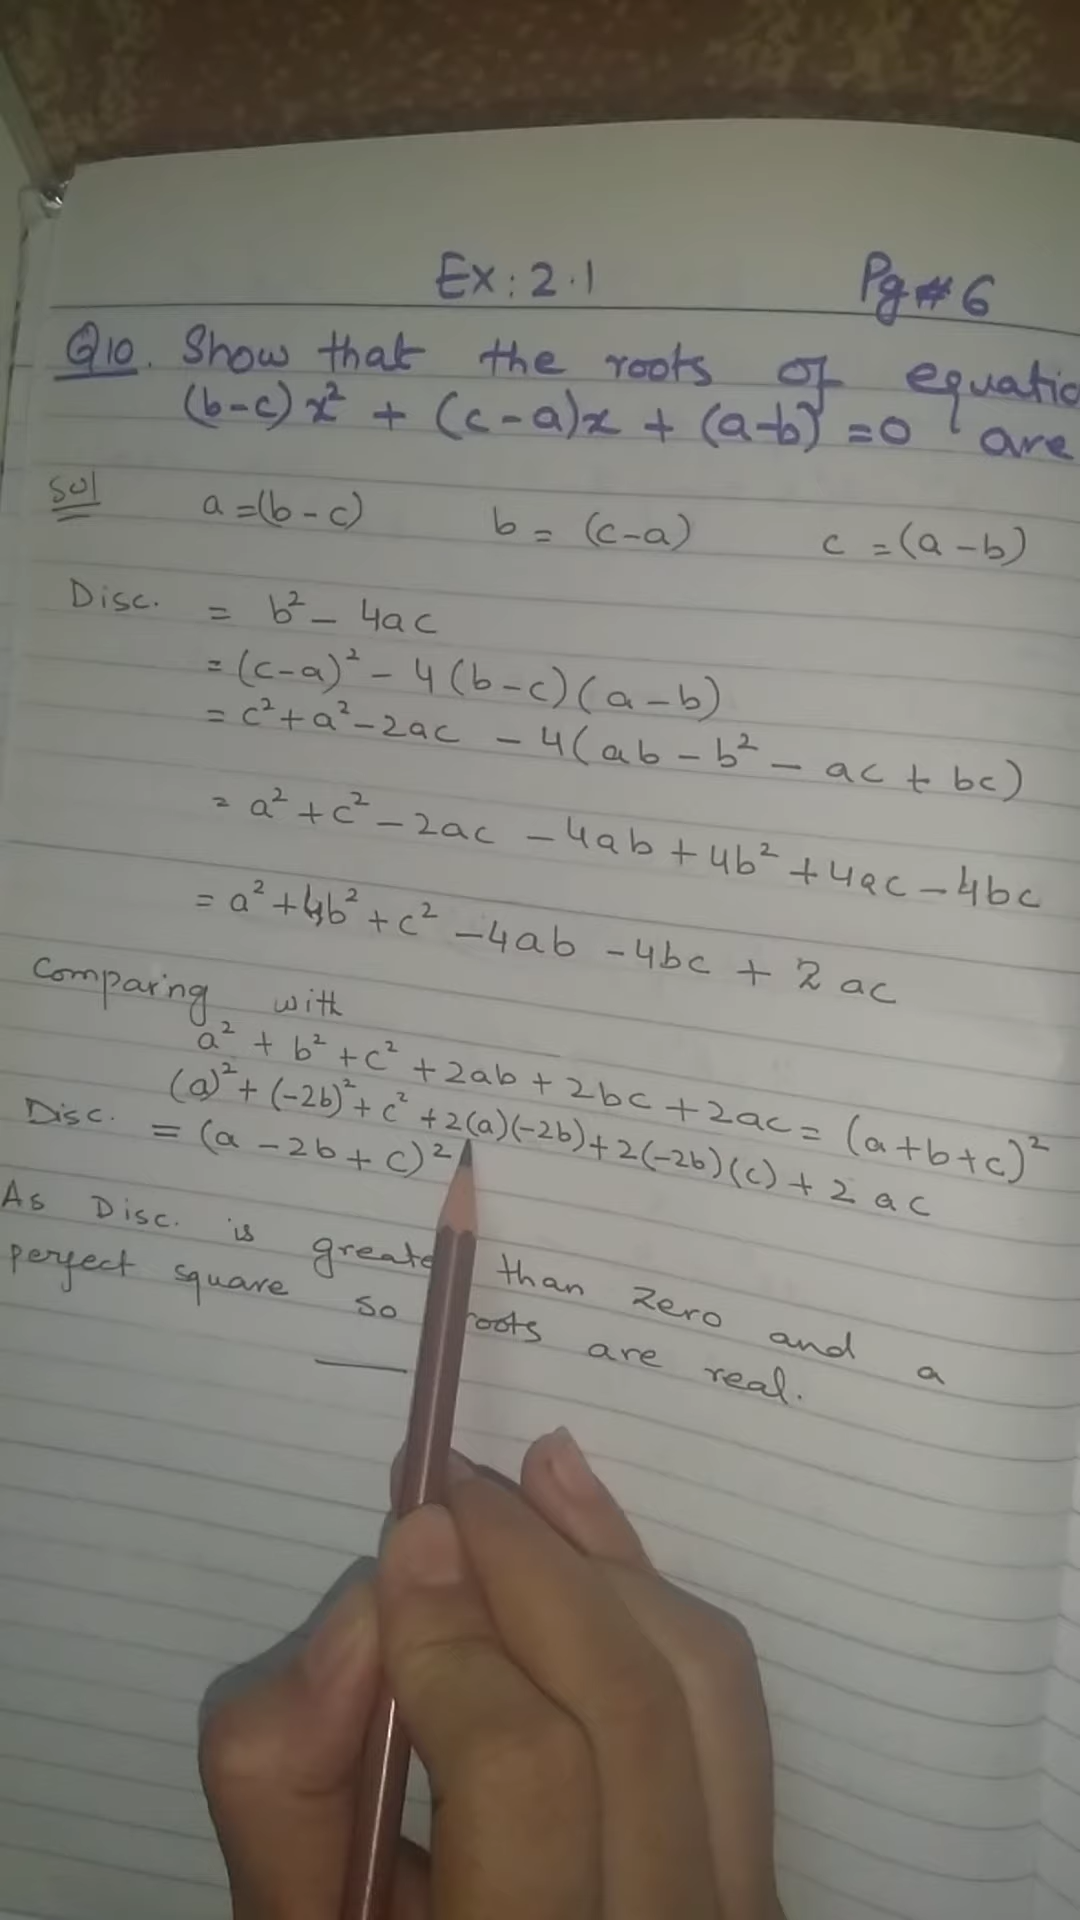 Ex: 2.1 Pg # 6
Q10. Show that the roots of equatio
(b-c)x² + (c-a)x + (a-b) = 0 are
Sol a = (b-c) b = (c-a) c = (a-b)
Disc. = b² - 4ac
= (c-a)² - 4(b-c)(a-b)
= c² + a² - 2ac - 4(ab - b² - ac + bc)
= a² + c² - 2ac - 4ab + 4b² + 4ac - 4bc
= a² + 4b² + c² - 4ab - 4bc + 2ac
Comparing with
a² + b² + c² + 2ab + 2bc + 2ac = (a+b+c)²
(a)² + (-2b)² + c² + 2(a)(-2b) + 2(-2b)(c) + 2ac
Disc. = (a - 2b + c)²
As Disc. is greate than zero and a
perfect square so roots are real.